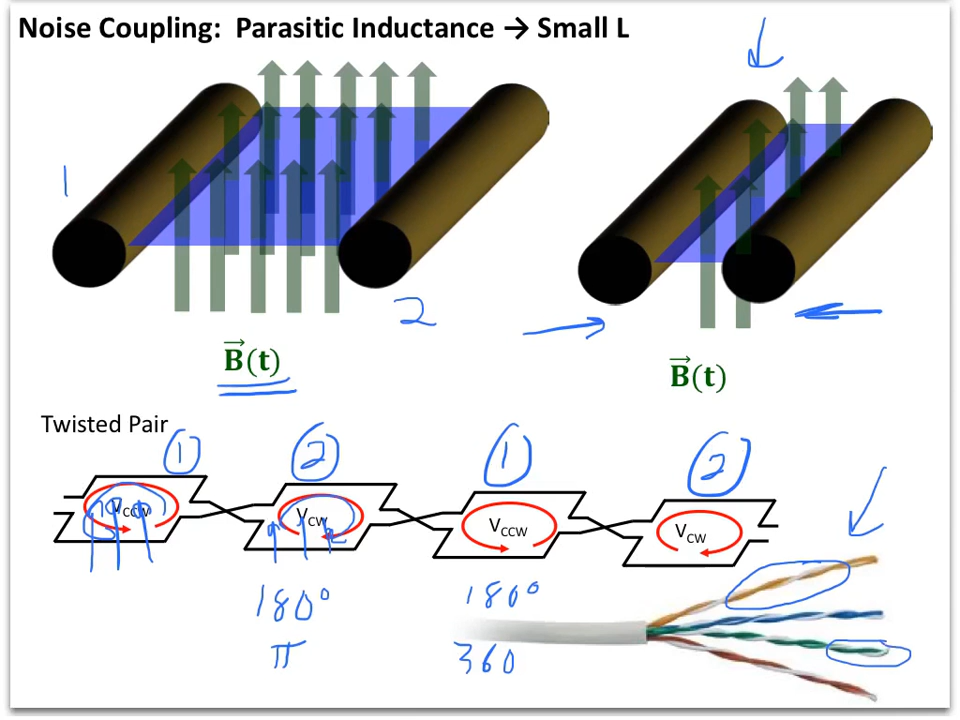 Noise Coupling: Parasitic Inductance → Small L
1
2
B⃗(t)
B⃗(t)
Twisted Pair
1 2 1 2
V_CCW V_CW V_CCW V_CW
180° 180°
π 360